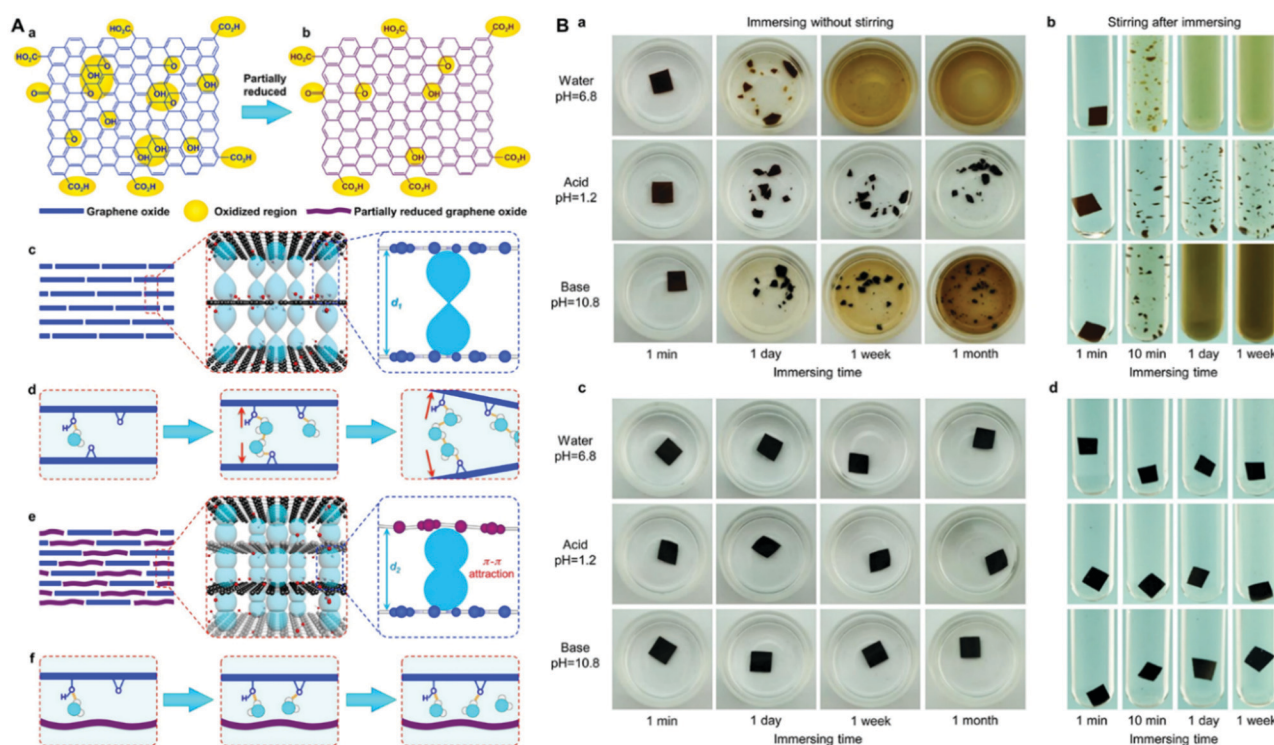 A
a
HO₂C
CO₂H
CO₂H
HO₂C
O
OH
O
OH
O
O
OH
O
O
OH
OH
OH
OH
CO₂H
CO₂H
CO₂H
CO₂H
Partially
reduced
b
HO₂C
CO₂H
CO₂H
HO₂C
O
O
O
OH
OH
CO₂H
CO₂H
CO₂H
Graphene oxide
Oxidized region
Partially reduced graphene oxide
c
d₁
d
H
H
H
e
d₂
π-π
attraction
f
H
H
H
B
a
Immersing without stirring
Water
pH=6.8
Acid
pH=1.2
Base
pH=10.8
1 min
1 day
1 week
1 month
Immersing time
b
Stirring after immersing
1 min
10 min
1 day
1 week
Immersing time
c
Water
pH=6.8
Acid
pH=1.2
Base
pH=10.8
1 min
1 day
1 week
1 month
Immersing time
d
1 min
10 min
1 day
1 week
Immersing time